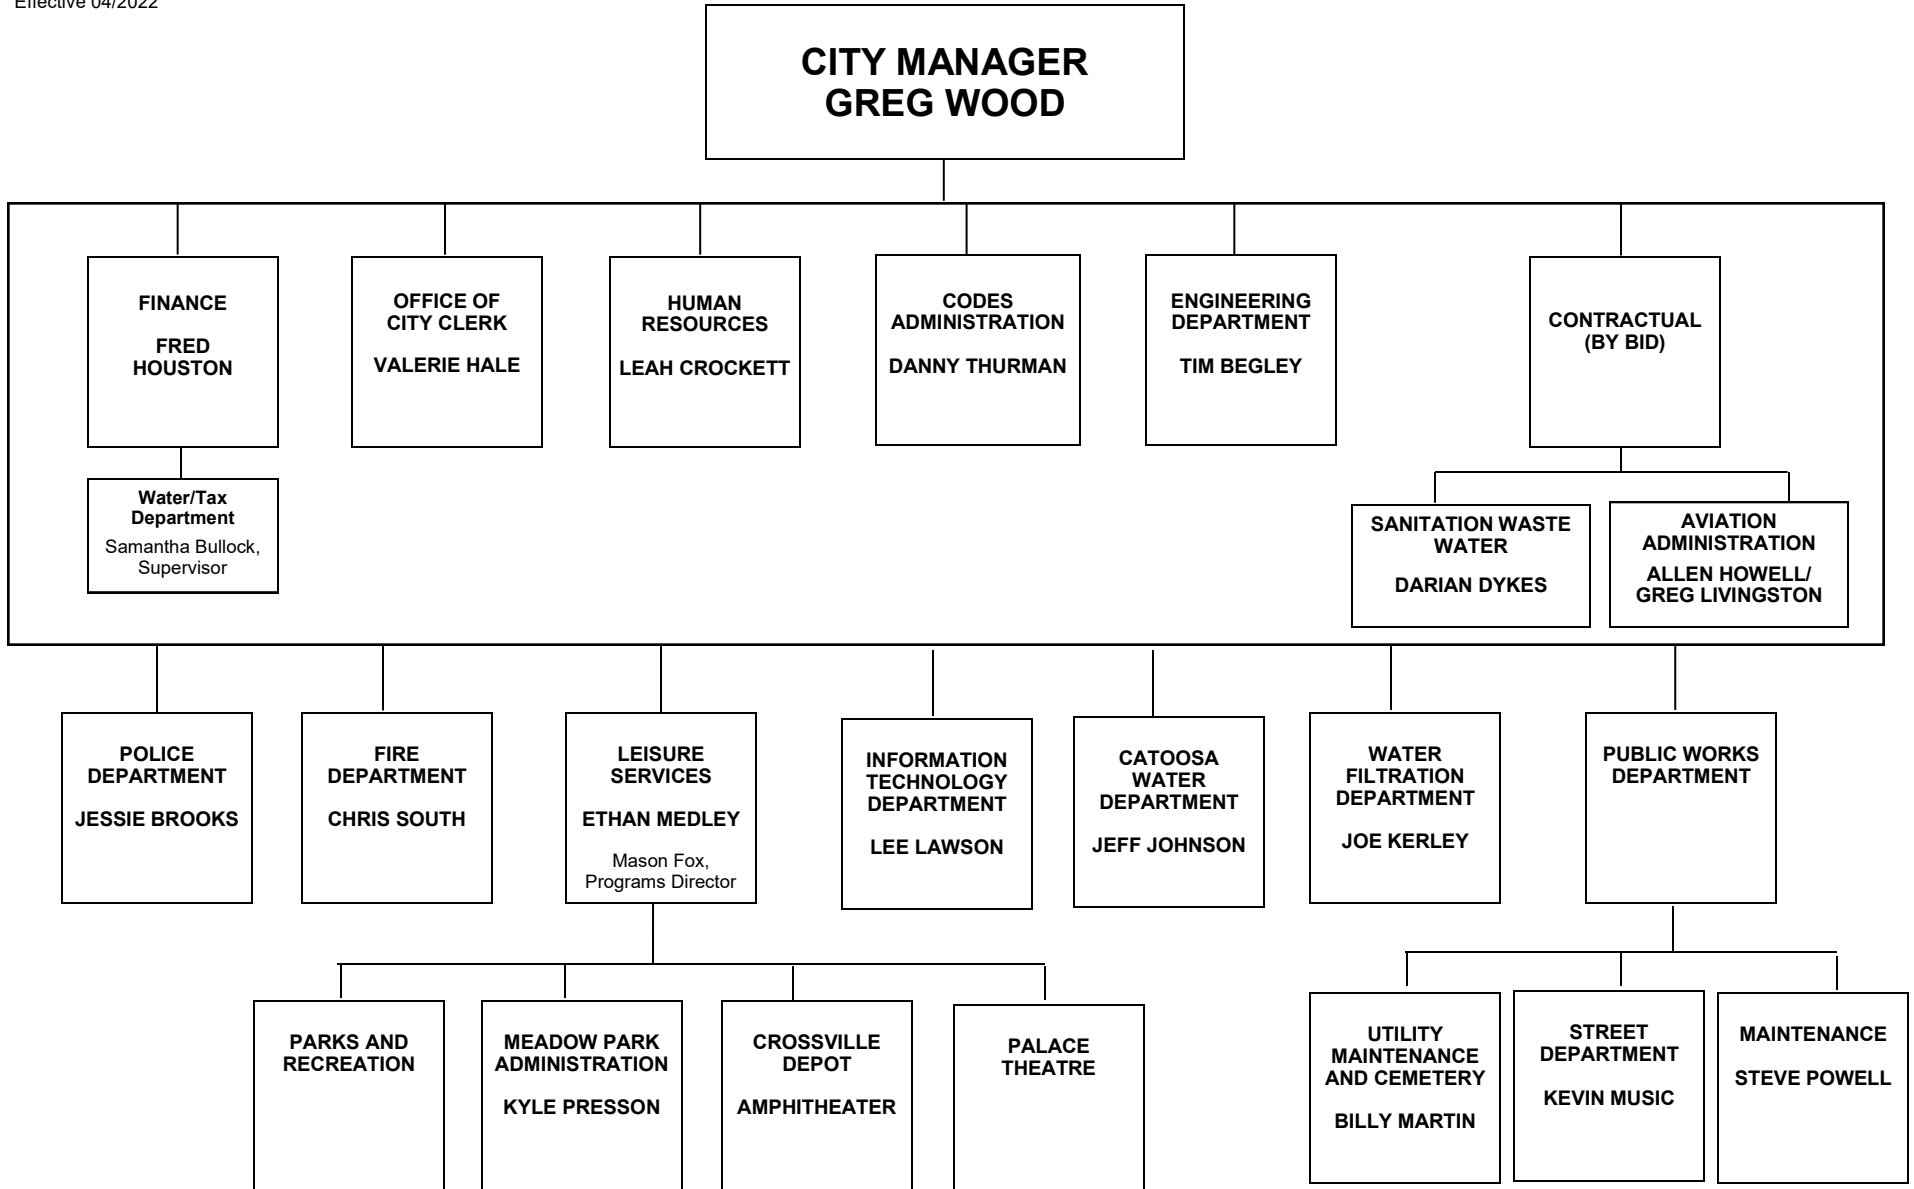 Effective 04/2022
CITY MANAGER
GREG WOOD
FINANCE
FRED
HOUSTON
OFFICE OF
CITY CLERK
VALERIE HALE
HUMAN
RESOURCES
LEAH CROCKETT
CODES
ADMINISTRATION
DANNY THURMAN
ENGINEERING
DEPARTMENT
TIM BEGLEY
CONTRACTUAL
(BY BID)
Water/Tax
Department
Samantha Bullock,
Supervisor
SANITATION WASTE
WATER
DARIAN DYKES
AVIATION
ADMINISTRATION
ALLEN HOWELL/
GREG LIVINGSTON
POLICE
DEPARTMENT
JESSIE BROOKS
FIRE
DEPARTMENT
CHRIS SOUTH
LEISURE
SERVICES
ETHAN MEDLEY
Mason Fox,
Programs Director
INFORMATION
TECHNOLOGY
DEPARTMENT
LEE LAWSON
CATOOSA
WATER
DEPARTMENT
JEFF JOHNSON
WATER
FILTRATION
DEPARTMENT
JOE KERLEY
PUBLIC WORKS
DEPARTMENT
PARKS AND
RECREATION
MEADOW PARK
ADMINISTRATION
KYLE PRESSON
CROSSVILLE
DEPOT
AMPHITHEATER
PALACE
THEATRE
UTILITY
MAINTENANCE
AND CEMETERY
BILLY MARTIN
STREET
DEPARTMENT
KEVIN MUSIC
MAINTENANCE
STEVE POWELL